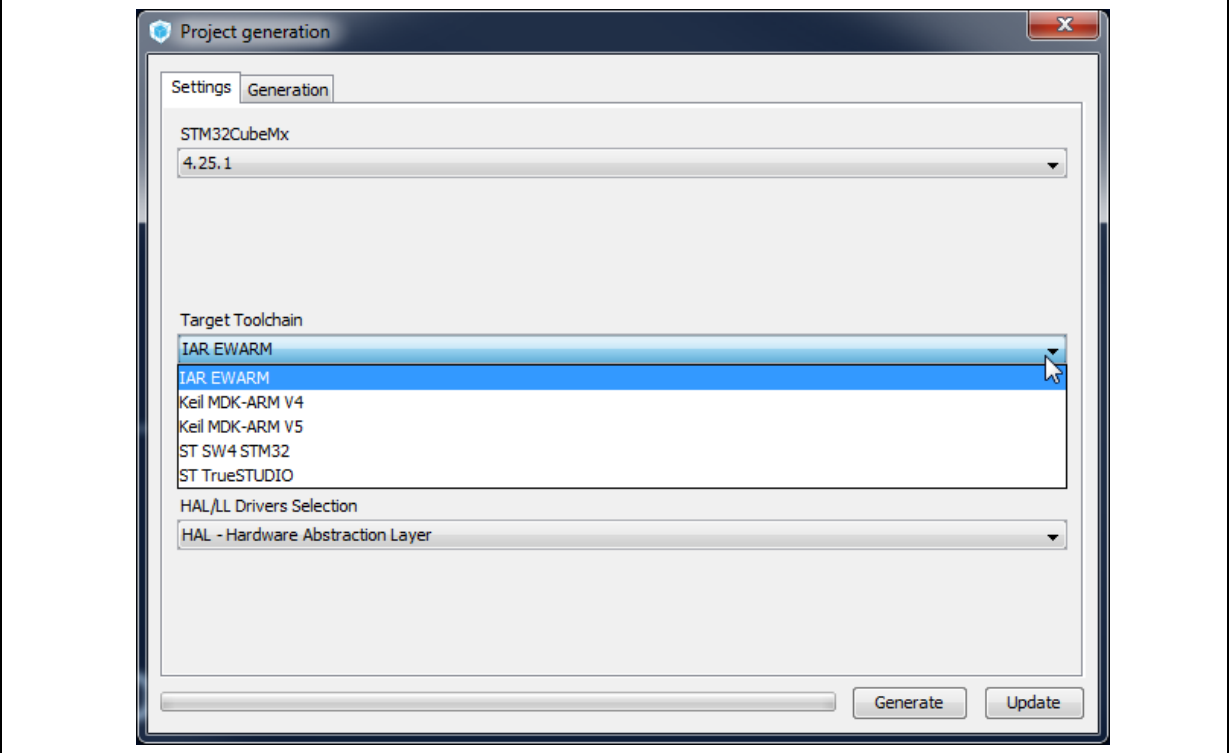 Project generation
Settings
Generation
STM32CubeMx
4.25.1
Target Toolchain
IAR EWARM
IAR EWARM
Keil MDK-ARM V4
Keil MDK-ARM V5
ST SW4 STM32
ST TrueSTUDIO
HAL/LL Drivers Selection
HAL - Hardware Abstraction Layer
Generate
Update